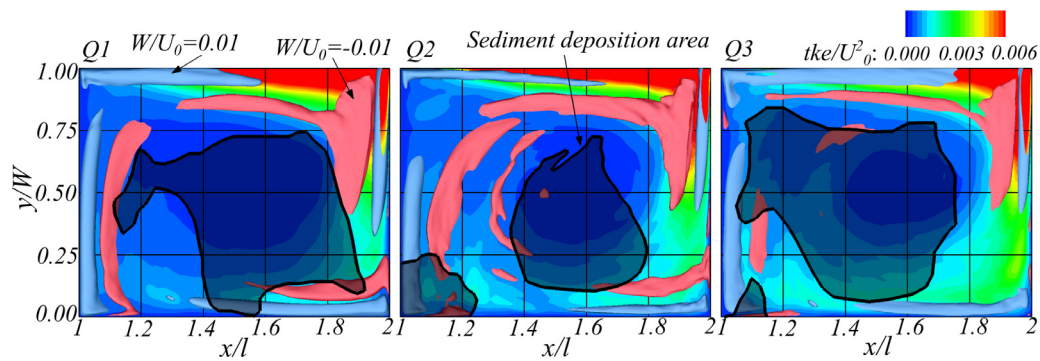 Q1
W/U₀=0.01
W/U₀=-0.01
Q2
Sediment deposition area
Q3
tke/U²₀: 0.000 0.003 0.006
1.00
0.75
0.50
0.25
0.00
y/W
1 1.2 1.4 1.6 1.8 2
x/l
1 1.2 1.4 1.6 1.8 2
x/l
1 1.2 1.4 1.6 1.8 2
x/l